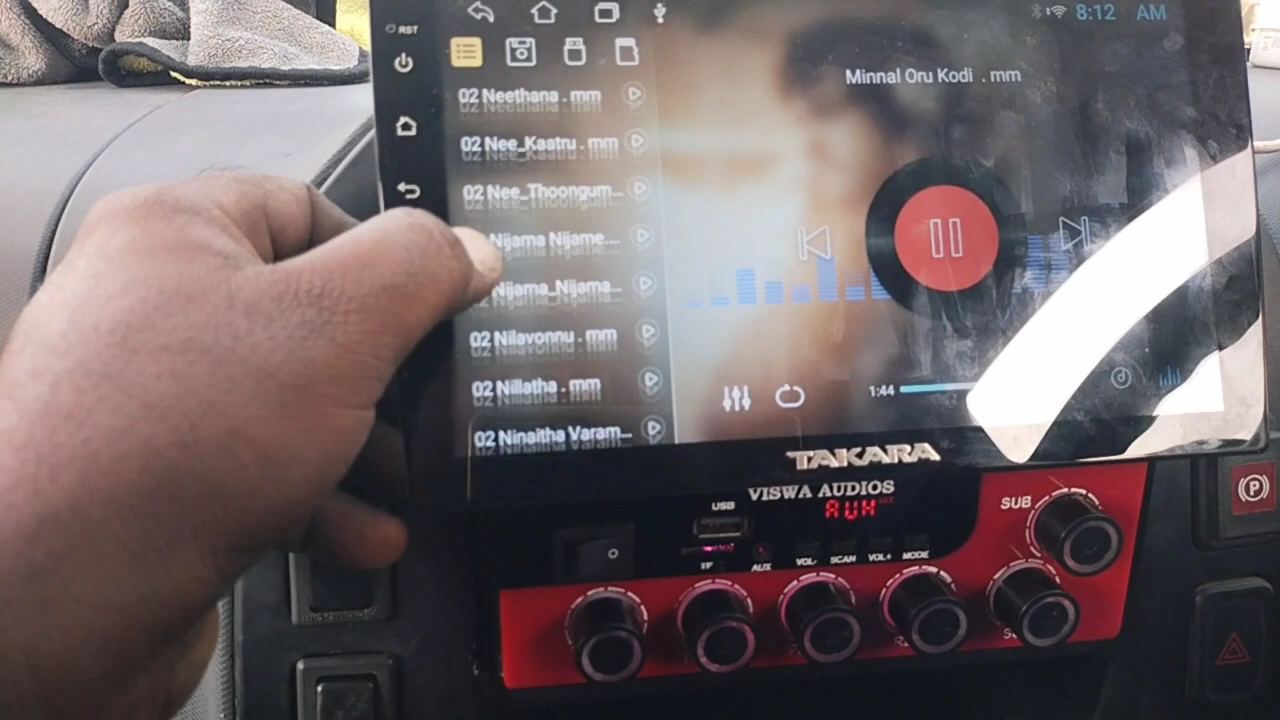 RST
8:12 AM
Minnal Oru Kodi . mm
02 Neethana . mm
02 Nee_Kaatru . mm
02 Nee_Thoongum...
Nijama Nijame....
Nijama_Nijama...
02 Nilavonnu . mm
02 Nillatha . mm
02 Ninaitha Varam...
1:44
TAKARA
VISWA AUDIOS
USB
AUX
SUB
TF
AUX
VOL-
SCAN
VOL+
MODE
P